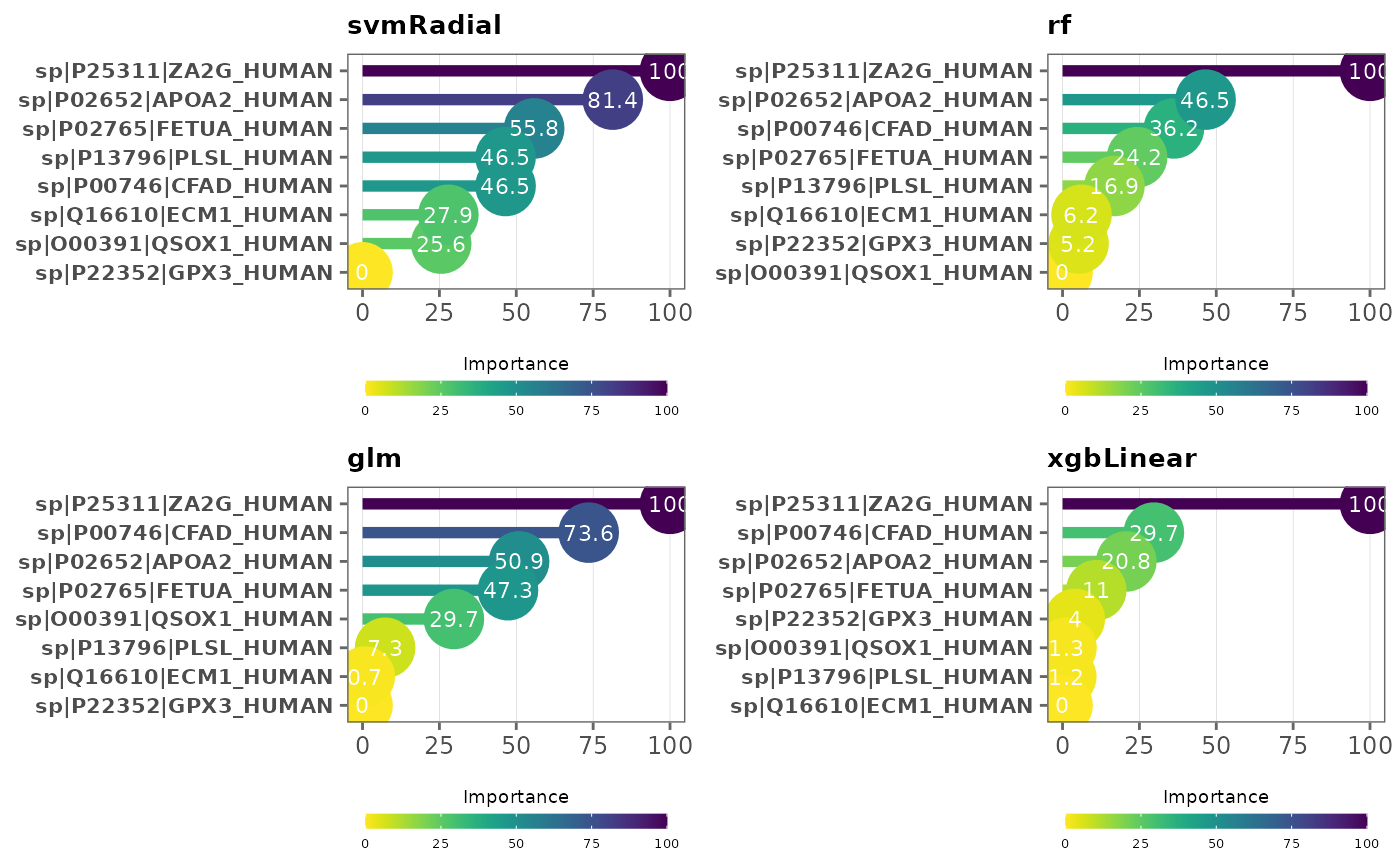 svmRadial
sp|P25311|ZA2G_HUMAN 100
sp|P02652|APOA2_HUMAN 81.4
sp|P02765|FETUA_HUMAN 55.8
sp|P13796|PLSL_HUMAN 46.5
sp|P00746|CFAD_HUMAN 46.5
sp|Q16610|ECM1_HUMAN 27.9
sp|O00391|QSOX1_HUMAN 25.6
sp|P22352|GPX3_HUMAN 0
0 25 50 75 100
Importance
0 25 50 75 100
rf
sp|P25311|ZA2G_HUMAN 100
sp|P02652|APOA2_HUMAN 46.5
sp|P00746|CFAD_HUMAN 36.2
sp|P02765|FETUA_HUMAN 24.2
sp|P13796|PLSL_HUMAN 16.9
sp|Q16610|ECM1_HUMAN 6.2
sp|P22352|GPX3_HUMAN 5.2
sp|O00391|QSOX1_HUMAN 0
0 25 50 75 100
Importance
0 25 50 75 100
glm
sp|P25311|ZA2G_HUMAN 100
sp|P00746|CFAD_HUMAN 73.6
sp|P02652|APOA2_HUMAN 50.9
sp|P02765|FETUA_HUMAN 47.3
sp|O00391|QSOX1_HUMAN 29.7
sp|P13796|PLSL_HUMAN 7.3
sp|Q16610|ECM1_HUMAN 0.7
sp|P22352|GPX3_HUMAN 0
0 25 50 75 100
Importance
0 25 50 75 100
xgbLinear
sp|P25311|ZA2G_HUMAN 100
sp|P00746|CFAD_HUMAN 29.7
sp|P02652|APOA2_HUMAN 20.8
sp|P02765|FETUA_HUMAN 11
sp|P22352|GPX3_HUMAN 4
sp|O00391|QSOX1_HUMAN 1.3
sp|P13796|PLSL_HUMAN 1.2
sp|Q16610|ECM1_HUMAN 0
0 25 50 75 100
Importance
0 25 50 75 100